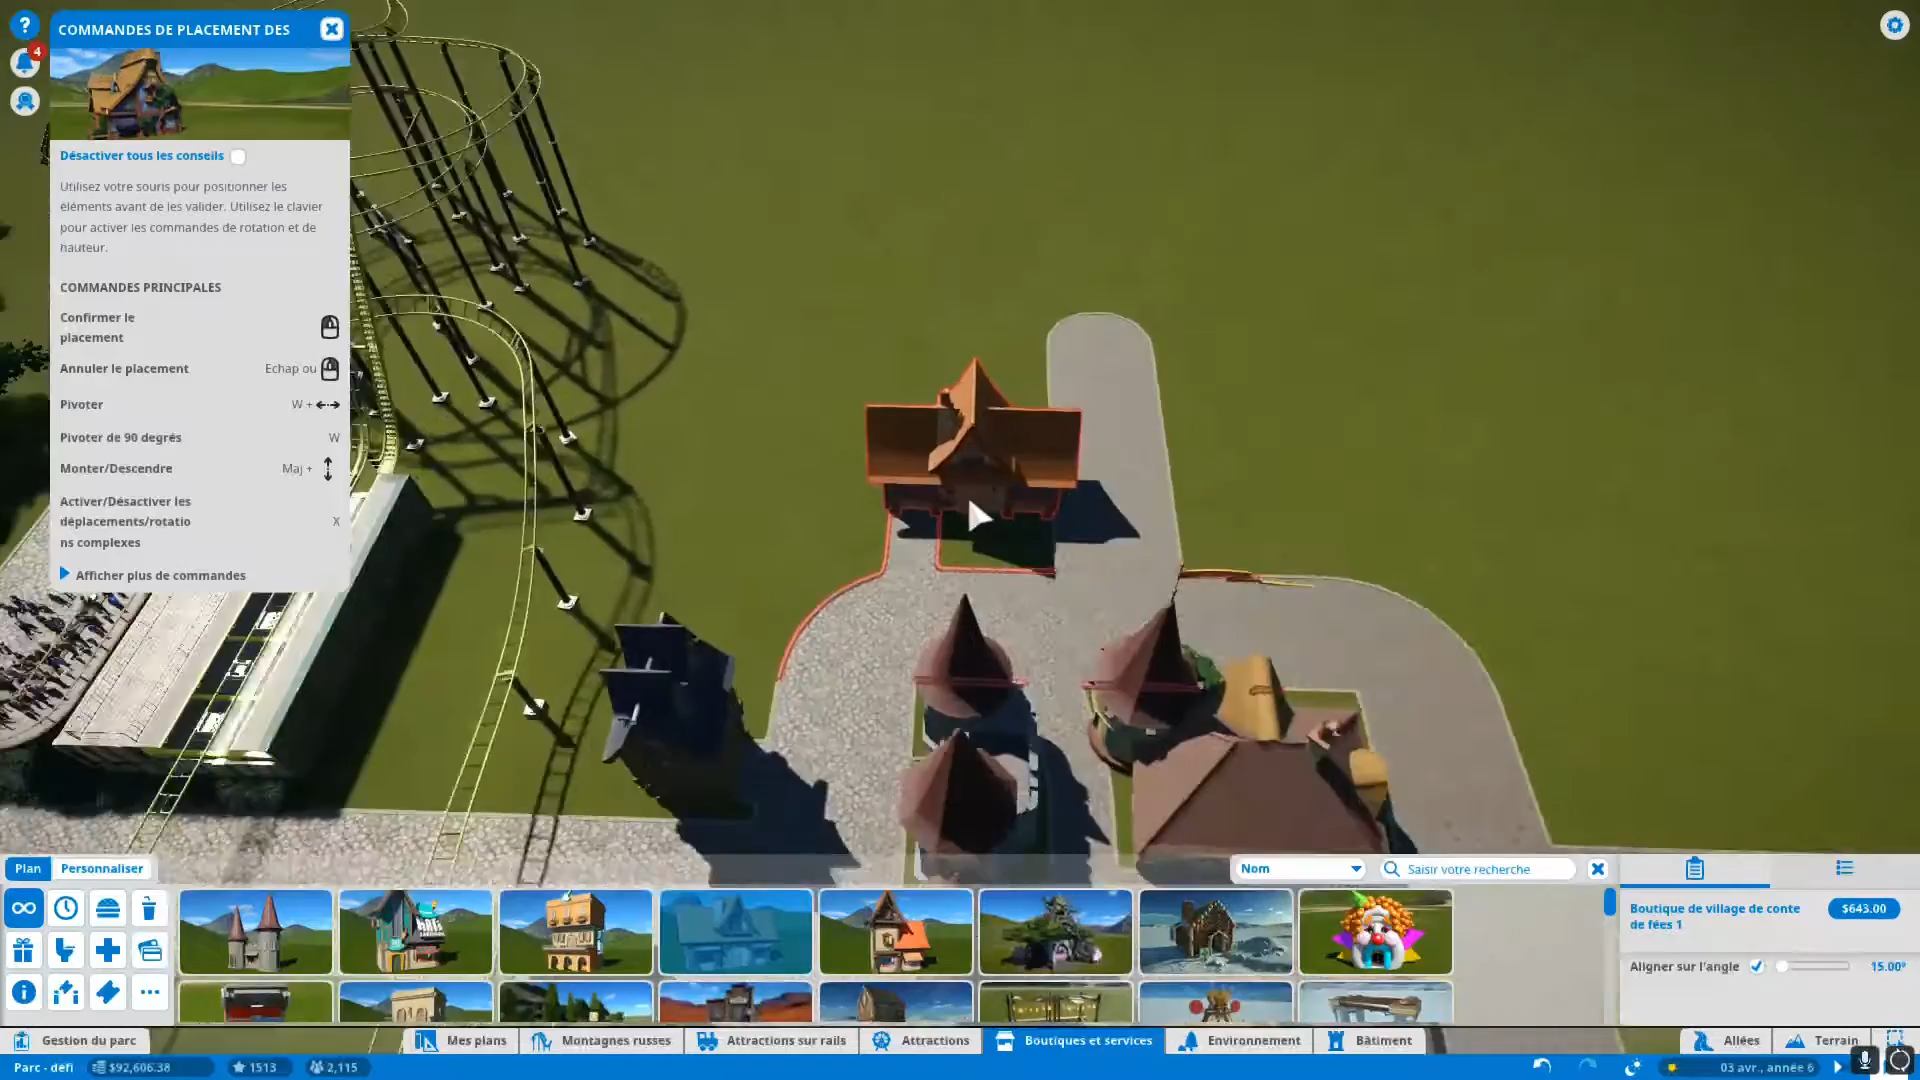 ?
4
COMMANDES DE PLACEMENT DES
Désactiver tous les conseils
Utilisez votre souris pour positionner les
éléments avant de les valider. Utilisez le clavier
pour activer les commandes de rotation et de
hauteur.
COMMANDES PRINCIPALES
Confirmer le
placement
Annuler le placement Echap ou
Pivoter W +
Pivoter de 90 degrés W
Monter/Descendre Maj +
Activer/Désactiver les
déplacements/rotatio
ns complexes X
Afficher plus de commandes
Plan Personnaliser
Nom
Saisir votre recherche
Boutique de village de conte
de fées 1
$643.00
Aligner sur l'angle 15.00°
Gestion du parc
Mes plans
Montagnes russes
Attractions sur rails
Attractions
Boutiques et services
Environnement
Bâtiment
Allées
Terrain
Parc - défi
$92,606.38
1513
2,115
03 avr., année 6